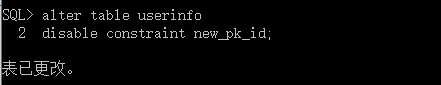 SQL> alter table userinfo
2 disable constraint new_pk_id;
表已更改。